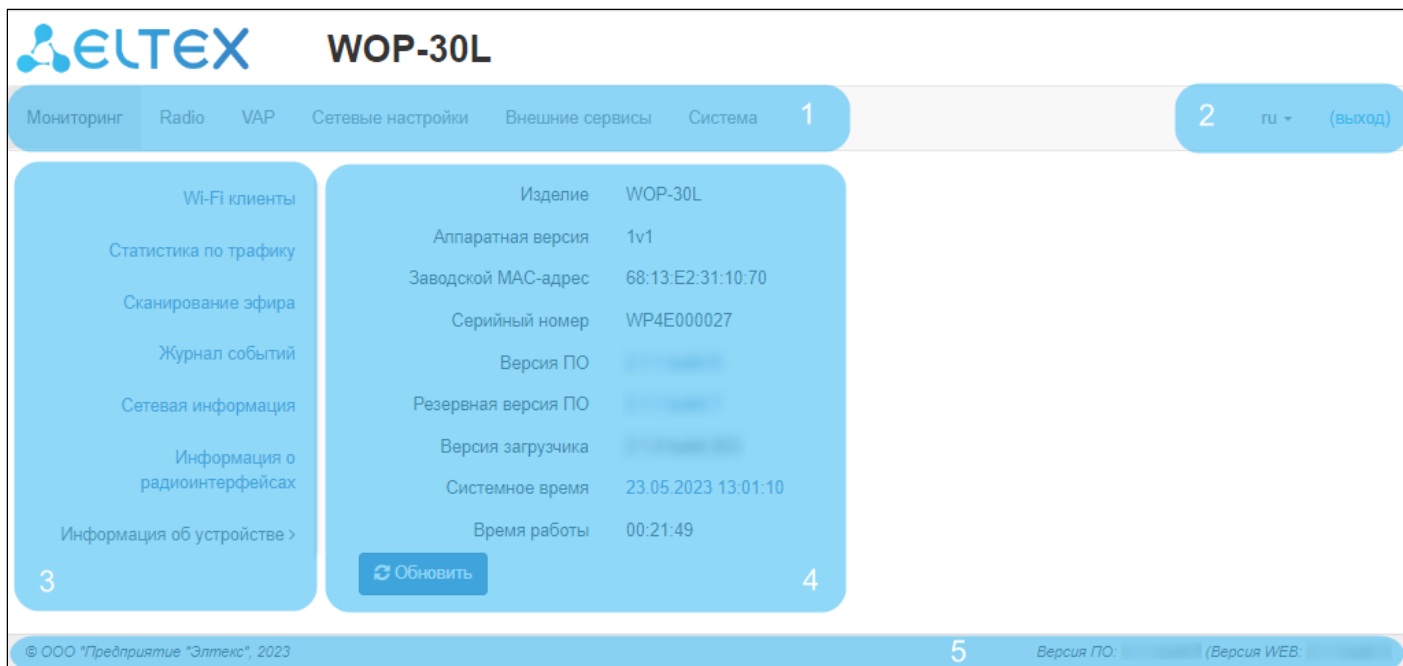 ELTEX WOP-30L
Мониторинг Radio VAP Сетевые настройки Внешние сервисы Система 1 2 ru (выход)
Wi-Fi клиенты
Статистика по трафику
Сканирование эфира
Журнал событий
Сетевая информация
Информация о
радиоинтерфейсах
Информация об устройстве >
3
Изделие WOP-30L
Аппаратная версия 1v1
Заводской MAC-адрес 68:13:E2:31:10:70
Серийный номер WP4E000027
Версия ПО
Резервная версия ПО
Версия загрузчика
Системное время 23.05.2023 13:01:10
Время работы 00:21:49
Обновить 4
© ООО "Предприятие "Элтекс", 2023 5 Версия ПО: (Версия WEB: